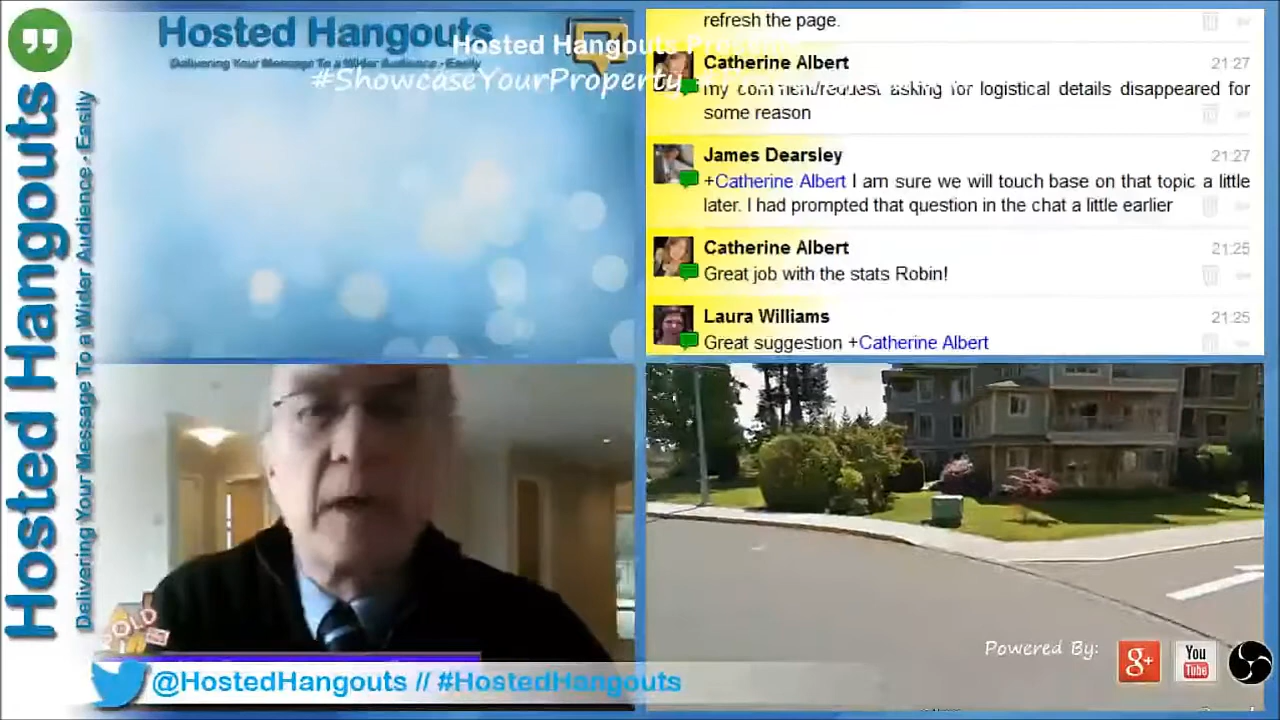 Hosted Hangouts
Delivering Your Message To a Wider Audience - Easily
Hosted Hangouts
Delivering Your Message To a Wider Audience - Easily
Hosted Hangouts
#ShowcaseYourProperty
refresh the page.
Catherine Albert 21:27
my comment/request asking for logistical details disappeared for
some reason
James Dearsley 21:27
+Catherine Albert I am sure we will touch base on that topic a little
later. I had prompted that question in the chat a little earlier
Catherine Albert 21:25
Great job with the stats Robin!
Laura Williams 21:25
Great suggestion +Catherine Albert
SOLD
Powered By:
g+
You
Tube
@HostedHangouts // #HostedHangouts